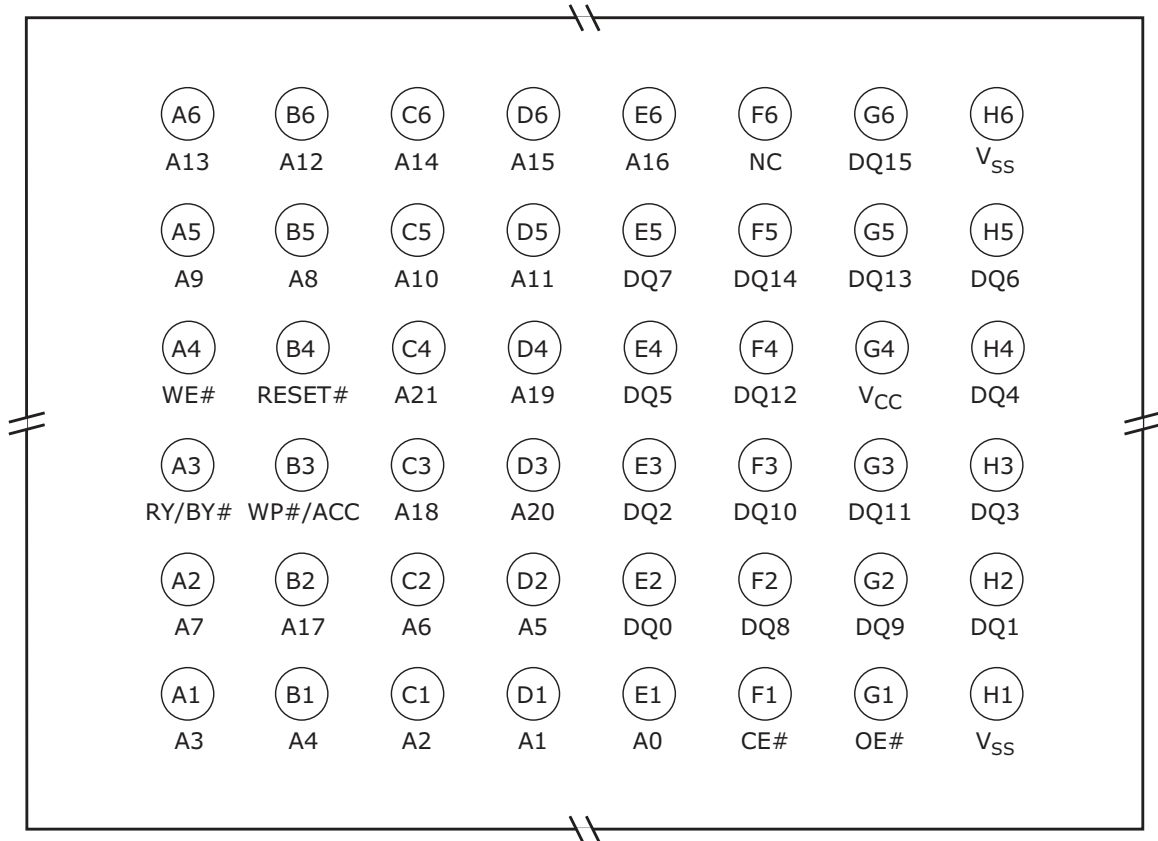 A6 B6 C6 D6 E6 F6 G6 H6
A13 A12 A14 A15 A16 NC DQ15 VSS
A5 B5 C5 D5 E5 F5 G5 H5
A9 A8 A10 A11 DQ7 DQ14 DQ13 DQ6
A4 B4 C4 D4 E4 F4 G4 H4
WE# RESET# A21 A19 DQ5 DQ12 VCC DQ4
A3 B3 C3 D3 E3 F3 G3 H3
RY/BY# WP#/ACC A18 A20 DQ2 DQ10 DQ11 DQ3
A2 B2 C2 D2 E2 F2 G2 H2
A7 A17 A6 A5 DQ0 DQ8 DQ9 DQ1
A1 B1 C1 D1 E1 F1 G1 H1
A3 A4 A2 A1 A0 CE# OE# VSS